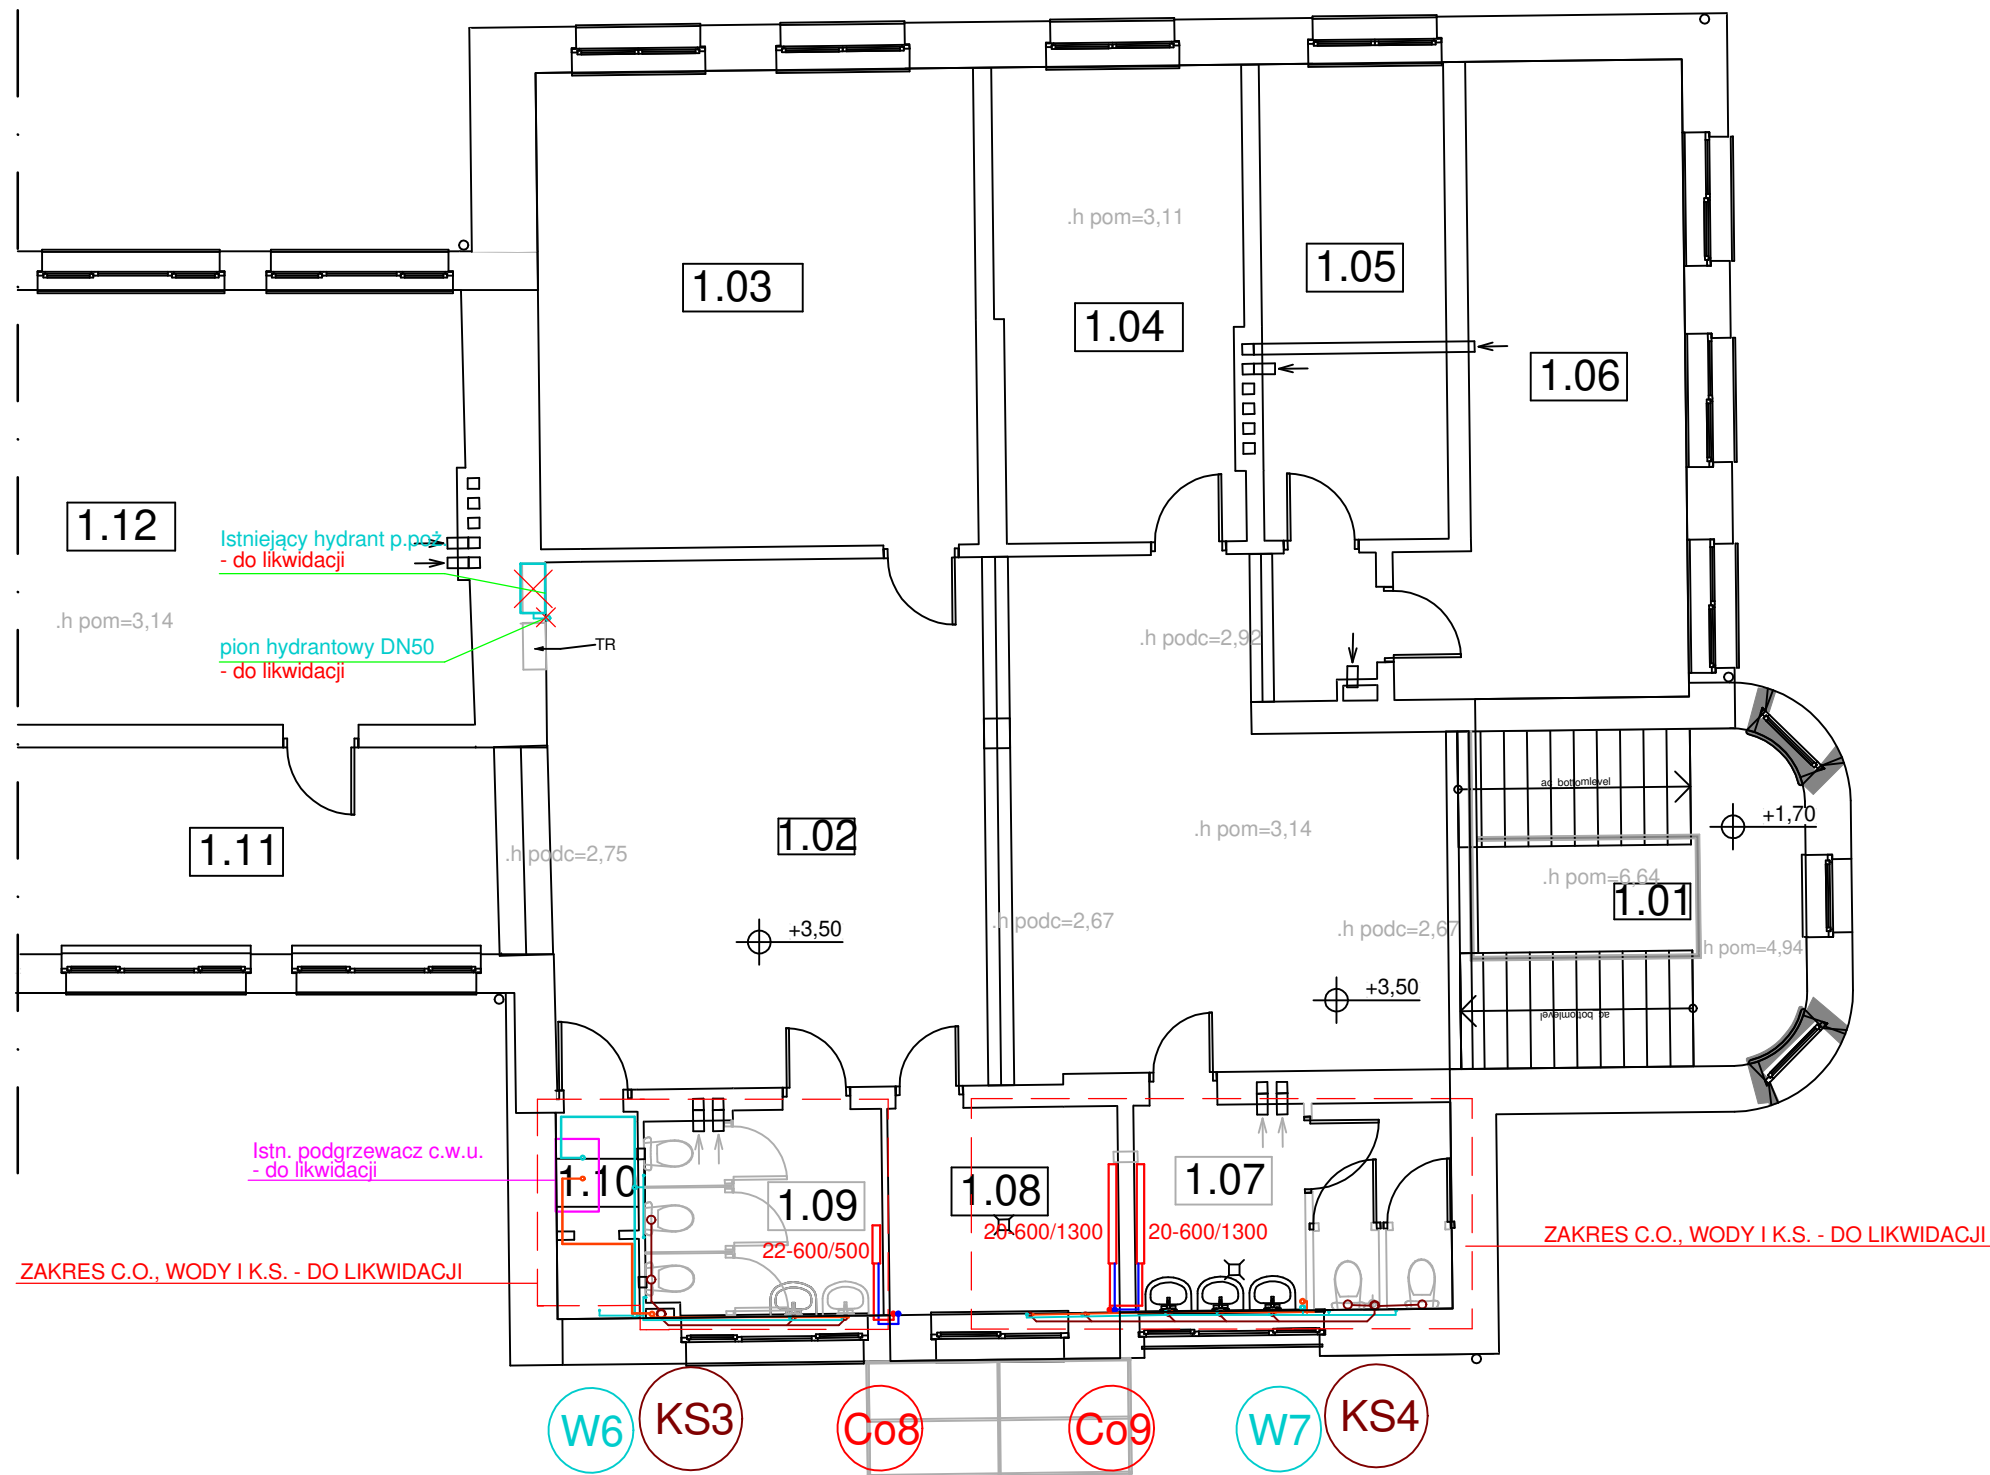 .h pom=3,11
1.03
1.05
1.04
1.06
1.12
Istniejący hydrant p.poż
- do likwidacji
.h pom=3,14
pion hydrantowy DN50
- do likwidacji
TR
.h podc=2,92
ac bottomlevel
+1,70
1.11
.h podc=2,75
1.02
.h pom=3,14
.h pom=6,64
1.01
+3,50
.h podc=2,67
.h podc=2,67
h pom=4,94
+3,50
ac bottomlevel
Istn. podgrzewacz c.w.u.
- do likwidacji
1.10
1.09
1.08
1.07
22-600/500
20-600/1300
20-600/1300
ZAKRES C.O., WODY I K.S. - DO LIKWIDACJI
ZAKRES C.O., WODY I K.S. - DO LIKWIDACJI
W6
KS3
Co8
Co9
W7
KS4